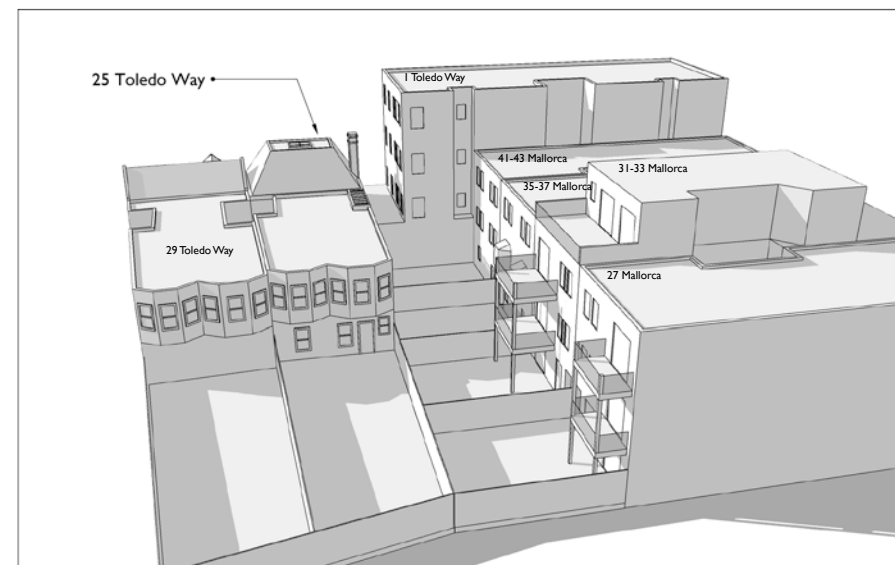 25 Toledo Way
1 Toledo Way
41-43 Mallorca
35-37 Mallorca
31-33 Mallorca
29 Toledo Way
27 Mallorca